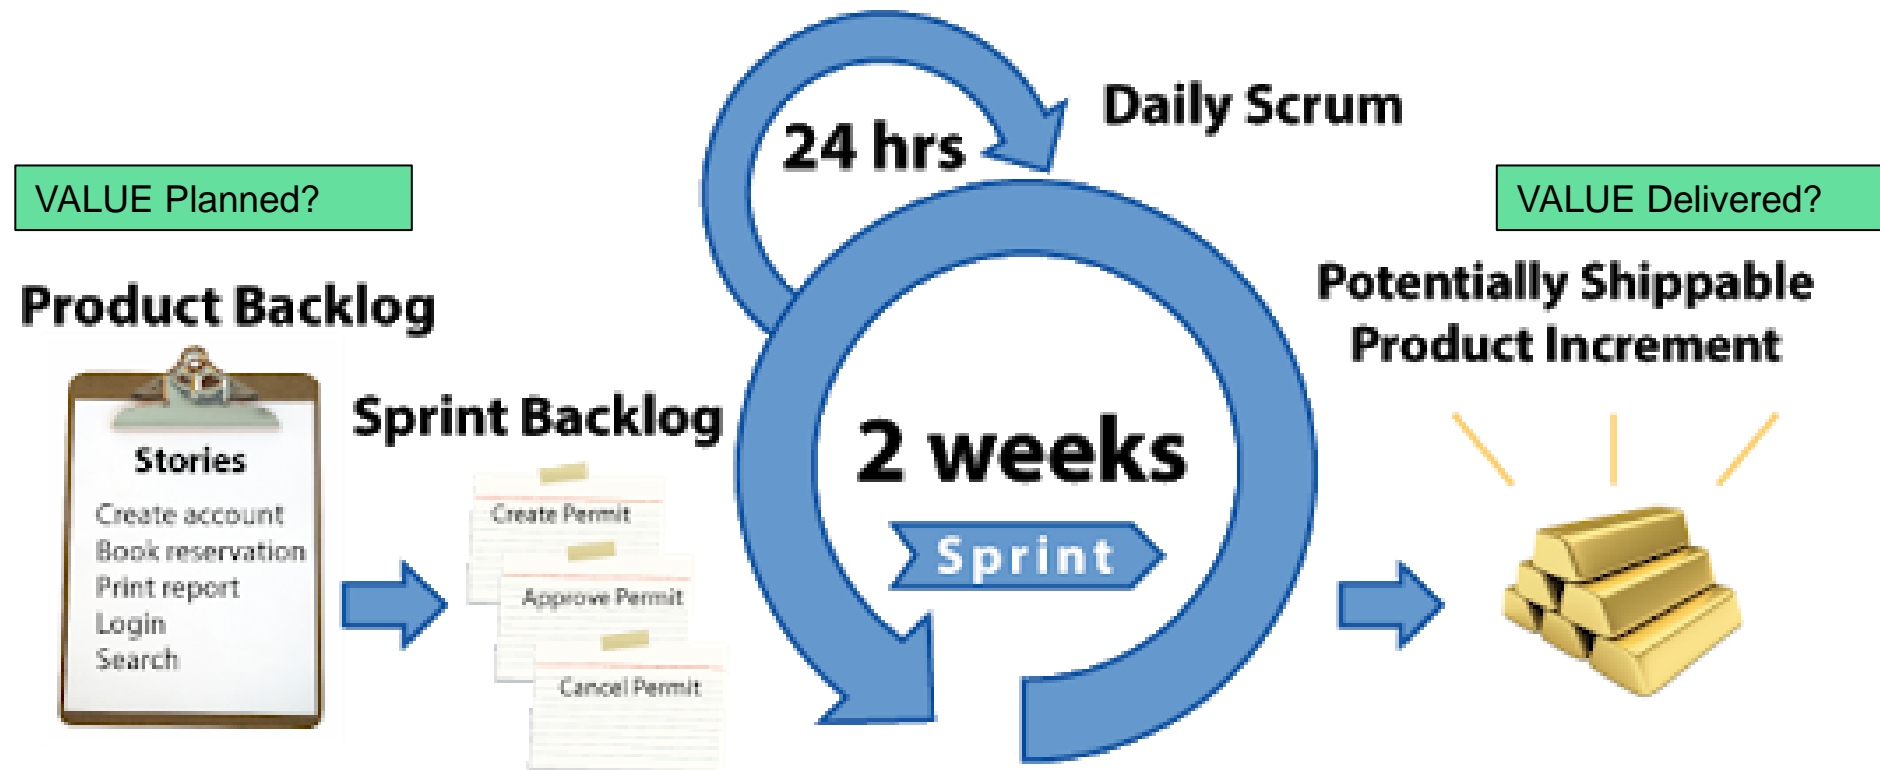 VALUE Planned?
Product Backlog
Stories
Create account
Book reservation
Print report
Login
Search
Sprint Backlog
Create Permit
Approve Permit
Cancel Permit
24 hrs
Daily Scrum
2 weeks
Sprint
VALUE Delivered?
Potentially Shippable
Product Increment